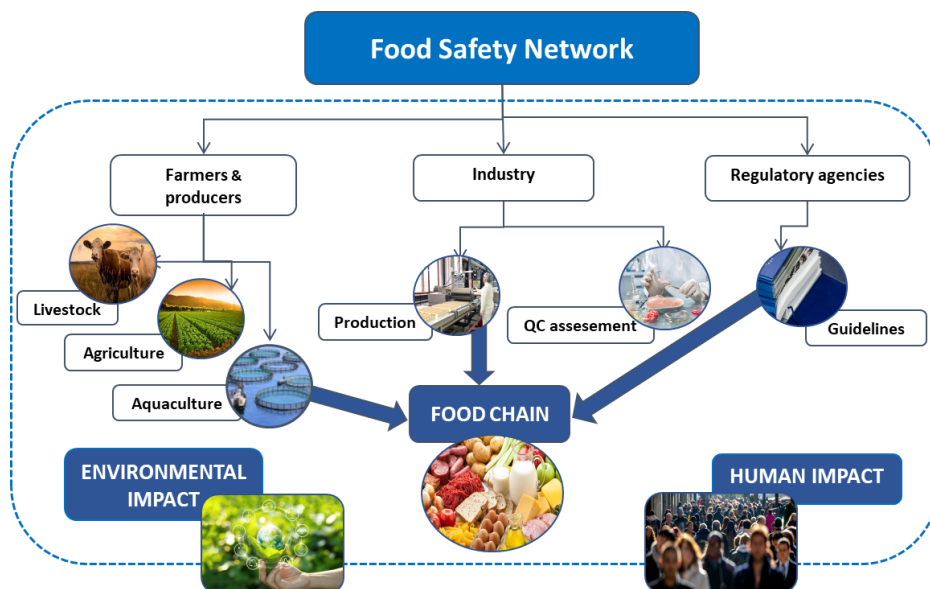 Food Safety Network
Farmers &
producers
Industry
Regulatory agencies
Livestock
Agriculture
Aquaculture
Production
QC assesement
Guidelines
FOOD CHAIN
ENVIRONMENTAL
IMPACT
HUMAN IMPACT